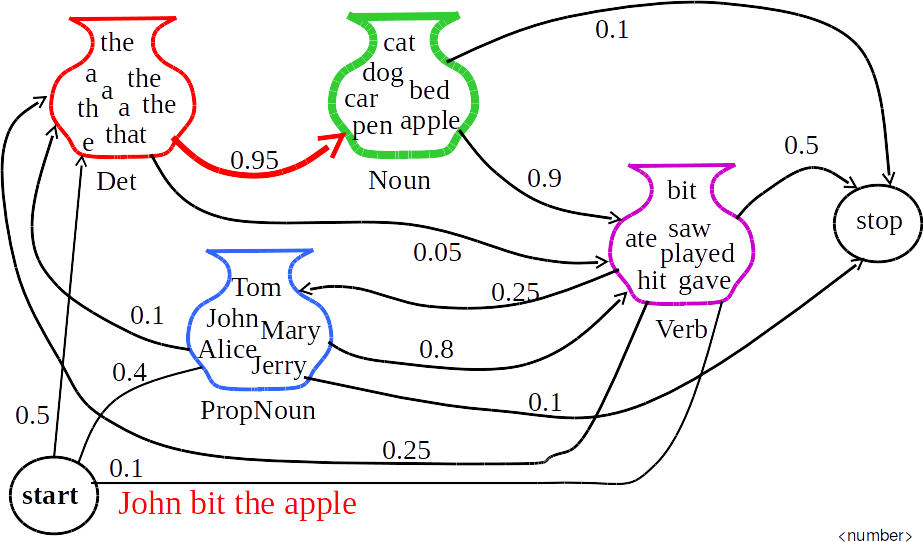 the
a
the
a
th
a
the
e
that
Det
0.95
cat
dog
bed
car
pen
apple
Noun
0.1
0.9
0.5
bit
saw
ate
played
hit
gave
Verb
stop
0.05
0.25
Tom
John
Mary
Alice
Jerry
PropNoun
0.1
0.8
0.4
0.1
0.5
0.25
0.1
start
John bit the apple
<number>